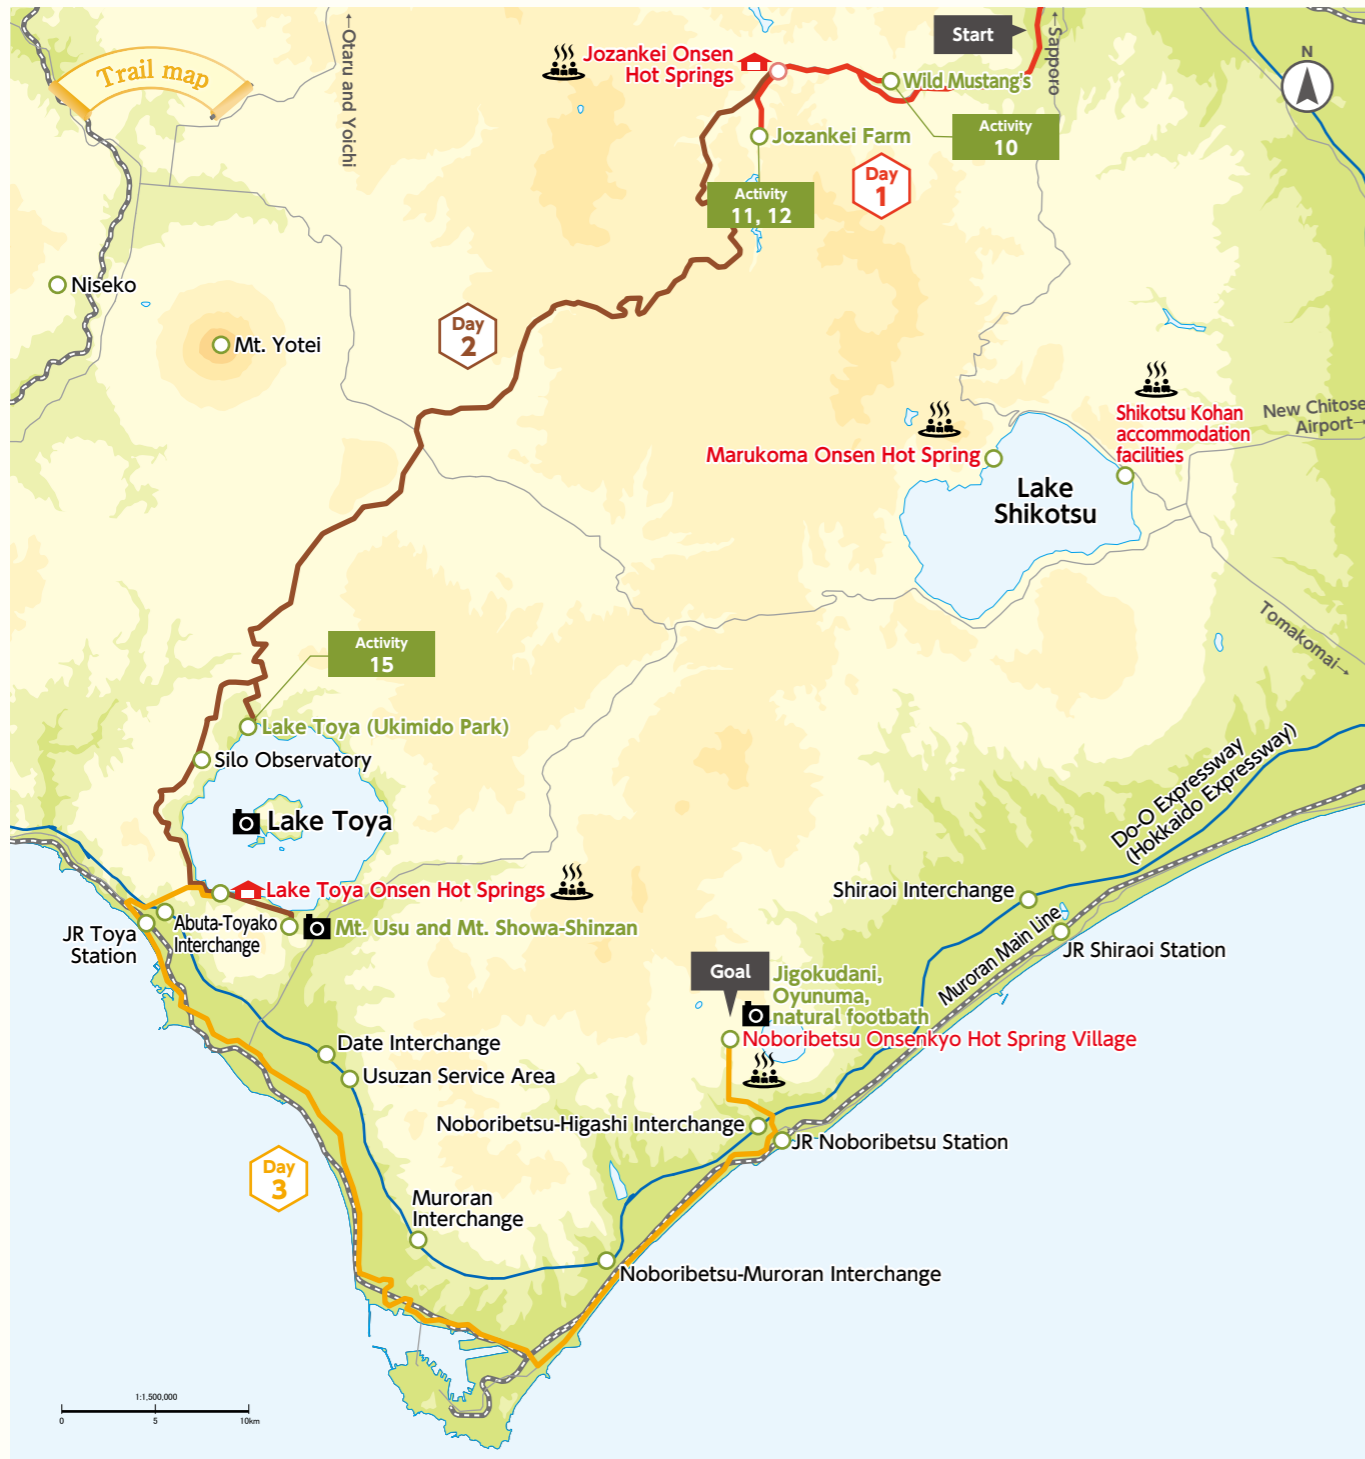 Trail map
←Otaru and Yoichi
Jozankei Onsen
Hot Springs
Start
←Sapporo
N
Wild Mustang's
Activity
10
Jozankei Farm
Activity
11, 12
Day
1
Niseko
Mt. Yotei
Day
2
Marukoma Onsen Hot Spring
Shikotsu Kohan
accommodation
facilities
New Chitose
Airport→
Lake
Shikotsu
Tomakomai→
Activity
15
Lake Toya (Ukimido Park)
Silo Observatory
Lake Toya
Do-O Expressway
(Hokkaido Expressway)
Lake Toya Onsen Hot Springs
Shiraoi Interchange
JR Toya
Station
Abuta-Toyako
Interchange
Mt. Usu and Mt. Showa-Shinzan
Muroran Main Line
JR Shiraoi Station
Goal
Jigokudani,
Oyunuma,
natural footbath
Noboribetsu Onsenkyo Hot Spring Village
Date Interchange
Usuzan Service Area
Noboribetsu-Higashi Interchange
JR Noboribetsu Station
Day
3
Muroran
Interchange
Noboribetsu-Muroran Interchange
1:1,500,000
0 5 10km